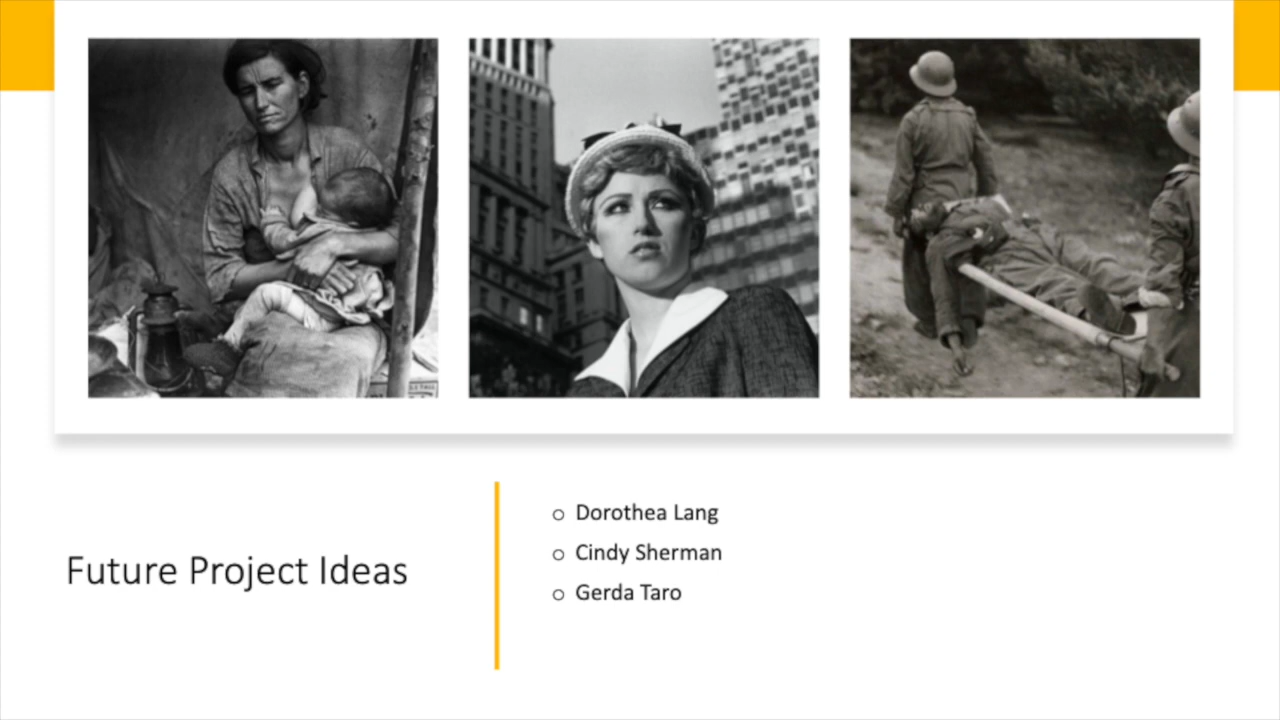 Future Project Ideas
Dorothea Lang
Cindy Sherman
Gerda Taro